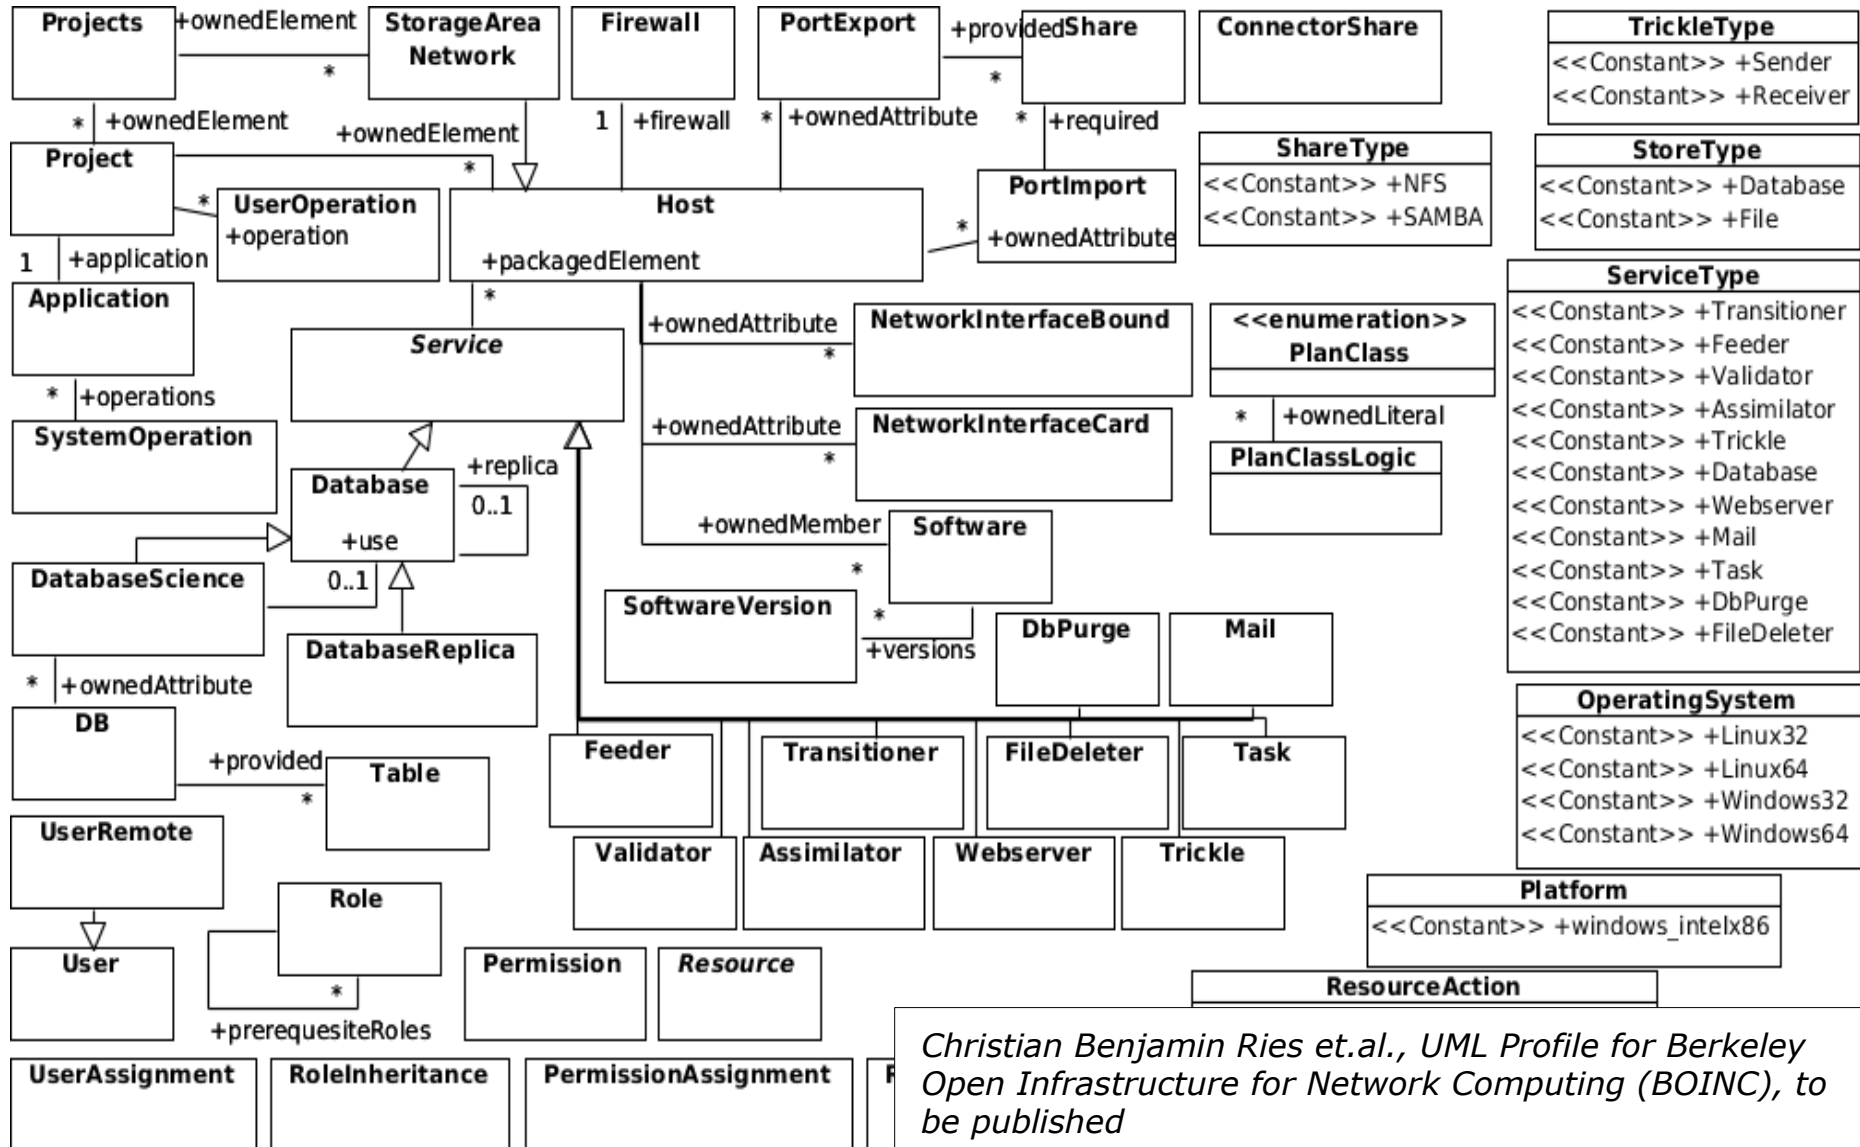 Projects
+ownedElement
*
StorageArea
Network
Firewall
PortExport
+provided
*
Share
ConnectorShare
TrickleType
<<Constant>> +Sender
<<Constant>> +Receiver
* +ownedElement
+ownedElement
*
1 +firewall
* +ownedAttribute
* +required
Project
*
UserOperation
+operation
Host
+packagedElement
*
PortImport
*
+ownedAttribute
ShareType
<<Constant>> +NFS
<<Constant>> +SAMBA
StoreType
<<Constant>> +Database
<<Constant>> +File
1 +application
Application
* +operations
SystemOperation
Service
+ownedAttribute
*
NetworkInterfaceBound
+ownedAttribute
*
NetworkInterfaceCard
<<enumeration>>
PlanClass
* +ownedLiteral
PlanClassLogic
ServiceType
<<Constant>> +Transitioner
<<Constant>> +Feeder
<<Constant>> +Validator
<<Constant>> +Assimilator
<<Constant>> +Trickle
<<Constant>> +Database
<<Constant>> +Webserver
<<Constant>> +Mail
<<Constant>> +Task
<<Constant>> +DbPurge
<<Constant>> +FileDeleter
Database
+use
+replica
0..1
0..1
DatabaseScience
DatabaseReplica
* +ownedAttribute
+ownedMember
*
Software
SoftwareVersion
*
+versions
DbPurge
Mail
DB
+provided
*
Table
Feeder
Transitioner
FileDeleter
Task
Validator
Assimilator
Webserver
Trickle
OperatingSystem
<<Constant>> +Linux32
<<Constant>> +Linux64
<<Constant>> +Windows32
<<Constant>> +Windows64
UserRemote
User
Role
*
+prerequesiteRoles
Permission
Resource
Platform
<<Constant>> +windows_intelx86
ResourceAction
UserAssignment
RoleInheritance
PermissionAssignment
Christian Benjamin Ries et.al., UML Profile for Berkeley
Open Infrastructure for Network Computing (BOINC), to
be published